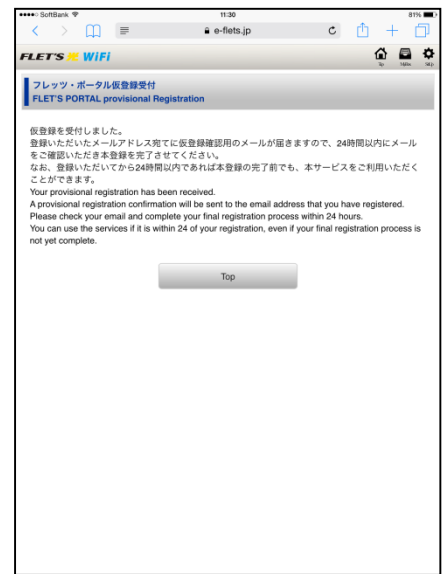 SoftBank 11:30 81%
e-flets.jp
FLET'S WiFi
フレッツ・ポータル仮登録受付
FLET'S PORTAL provisional Registration
仮登録を受付しました。
登録いただいたメールアドレス宛てに仮登録確認用のメールが届きますので、24時間以内にメール
をご確認いただき本登録を完了させてください。
なお、登録いただいてから24時間以内であれば本登録の完了前でも、本サービスをご利用いただく
ことができます。
Your provisional registration has been received.
A provisional registration confirmation will be sent to the email address that you have registered.
Please check your email and complete your final registration process within 24 hours.
You can use the services if it is within 24 of your registration, even if your final registration process is
not yet complete.
Top